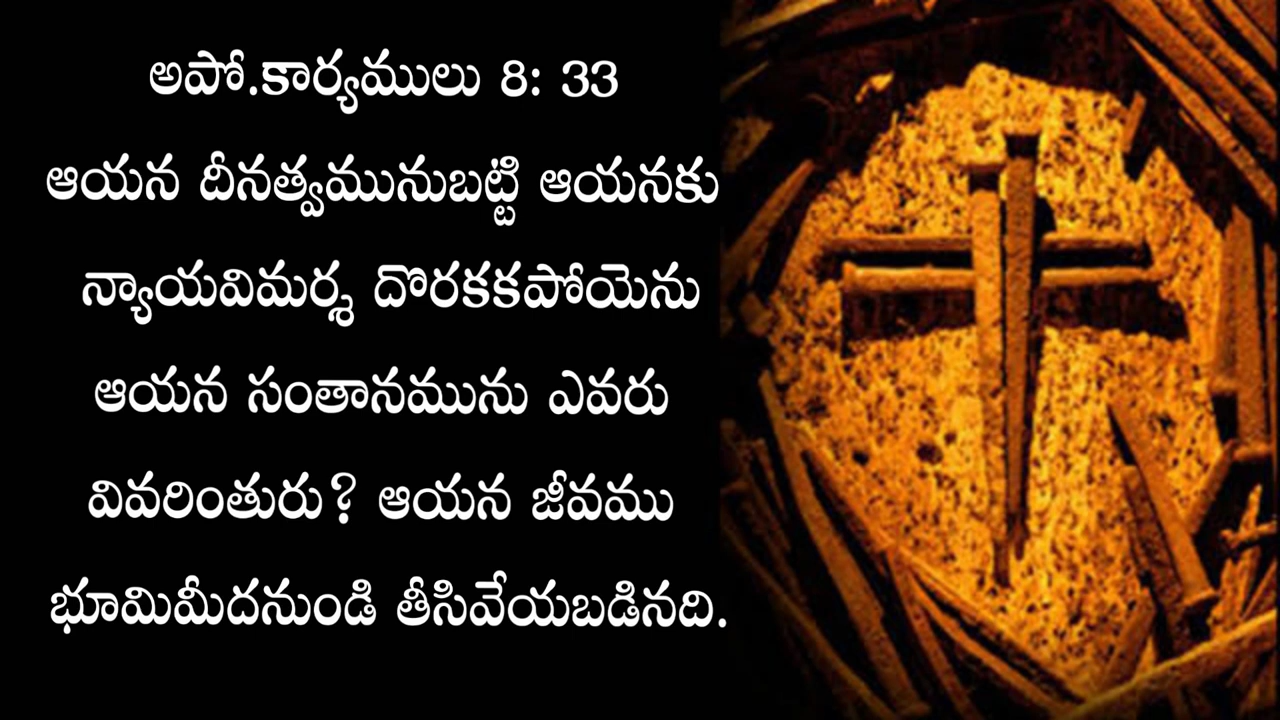 అపో.కార్యములు 8: 33
ఆయన దీనత్వమునుబట్టి ఆయనకు
న్యాయవిమర్శ దొరకకపోయెను
ఆయన సంతానమును ఎవరు
వివరింతురు? ఆయన జీవము
భూమిమీదనుండి తీసివేయబడినది.